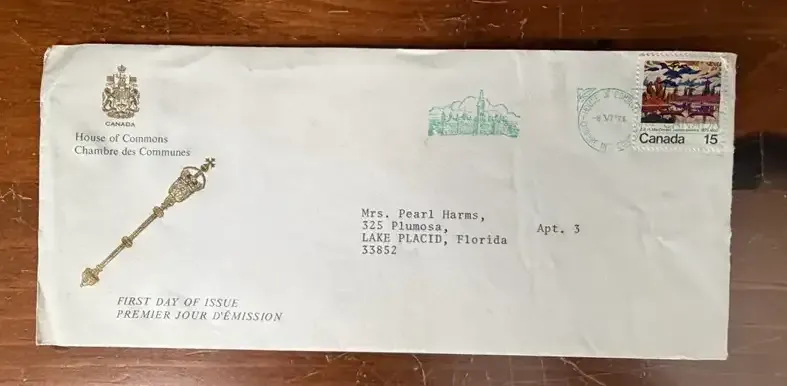 CANADA
House of Commons
Chambre des Communes
FIRST DAY OF ISSUE
PREMIER JOUR D'ÉMISSION
Mrs. Pearl Harms,
325 Plumosa, Apt. 3
LAKE PLACID, Florida
33852
Canada 15